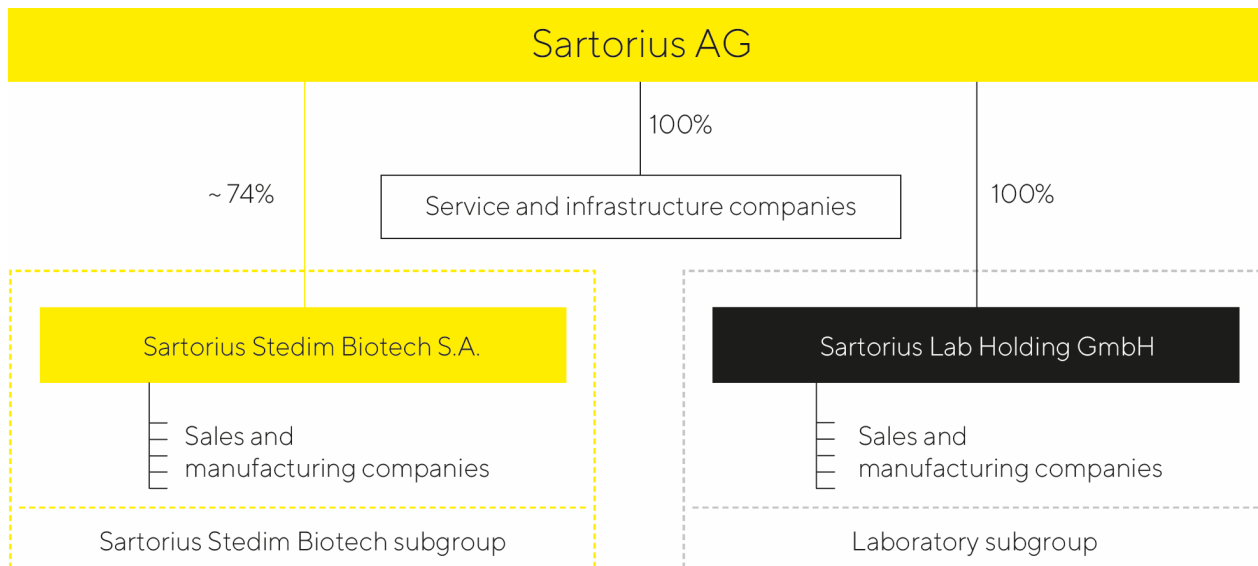 Sartorius AG
100%
~ 74%
Service and infrastructure companies
100%
Sartorius Stedim Biotech S.A.
Sartorius Lab Holding GmbH
Sales and
manufacturing companies
Sales and
manufacturing companies
Sartorius Stedim Biotech subgroup
Laboratory subgroup